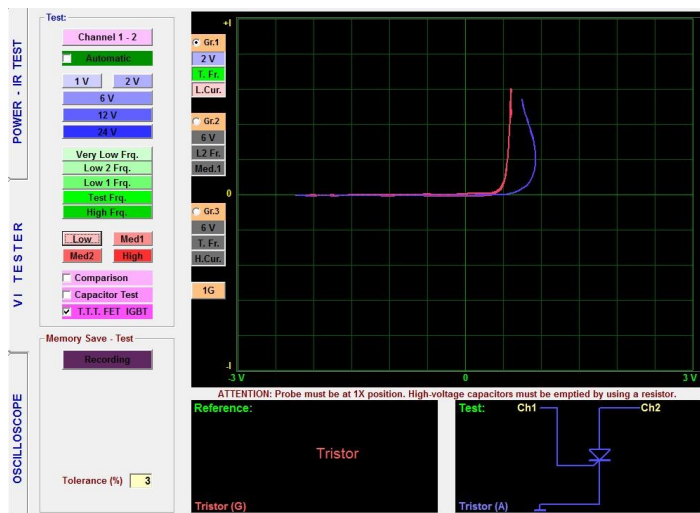 POWER - IR TEST
VI TESTER
OSCILLOSCOPE
Test:
Channel 1 - 2
Automatic
1 V
2 V
6 V
12 V
24 V
Very Low Frq.
Low 2 Frq.
Low 1 Frq.
Test Frq.
High Frq.
Low
Med1
Med2
High
Comparison
Capacitor Test
T.T.T. FET IGBT
Memory Save - Test
Recording
Tolerance (%) 3
Gr.1
2 V
T. Fr.
L.Cur.
Gr.2
6 V
L2 Fr.
Med.1
Gr.3
6 V
T. Fr.
H.Cur.
1G
+I
0
-I
-3 V
0
3 V
ATTENTION: Probe must be at 1X position. High-voltage capacitors must be emptied by using a resistor.
Reference:
Tristor
Tristor (G)
Test:
Ch1
Ch2
Tristor (A)